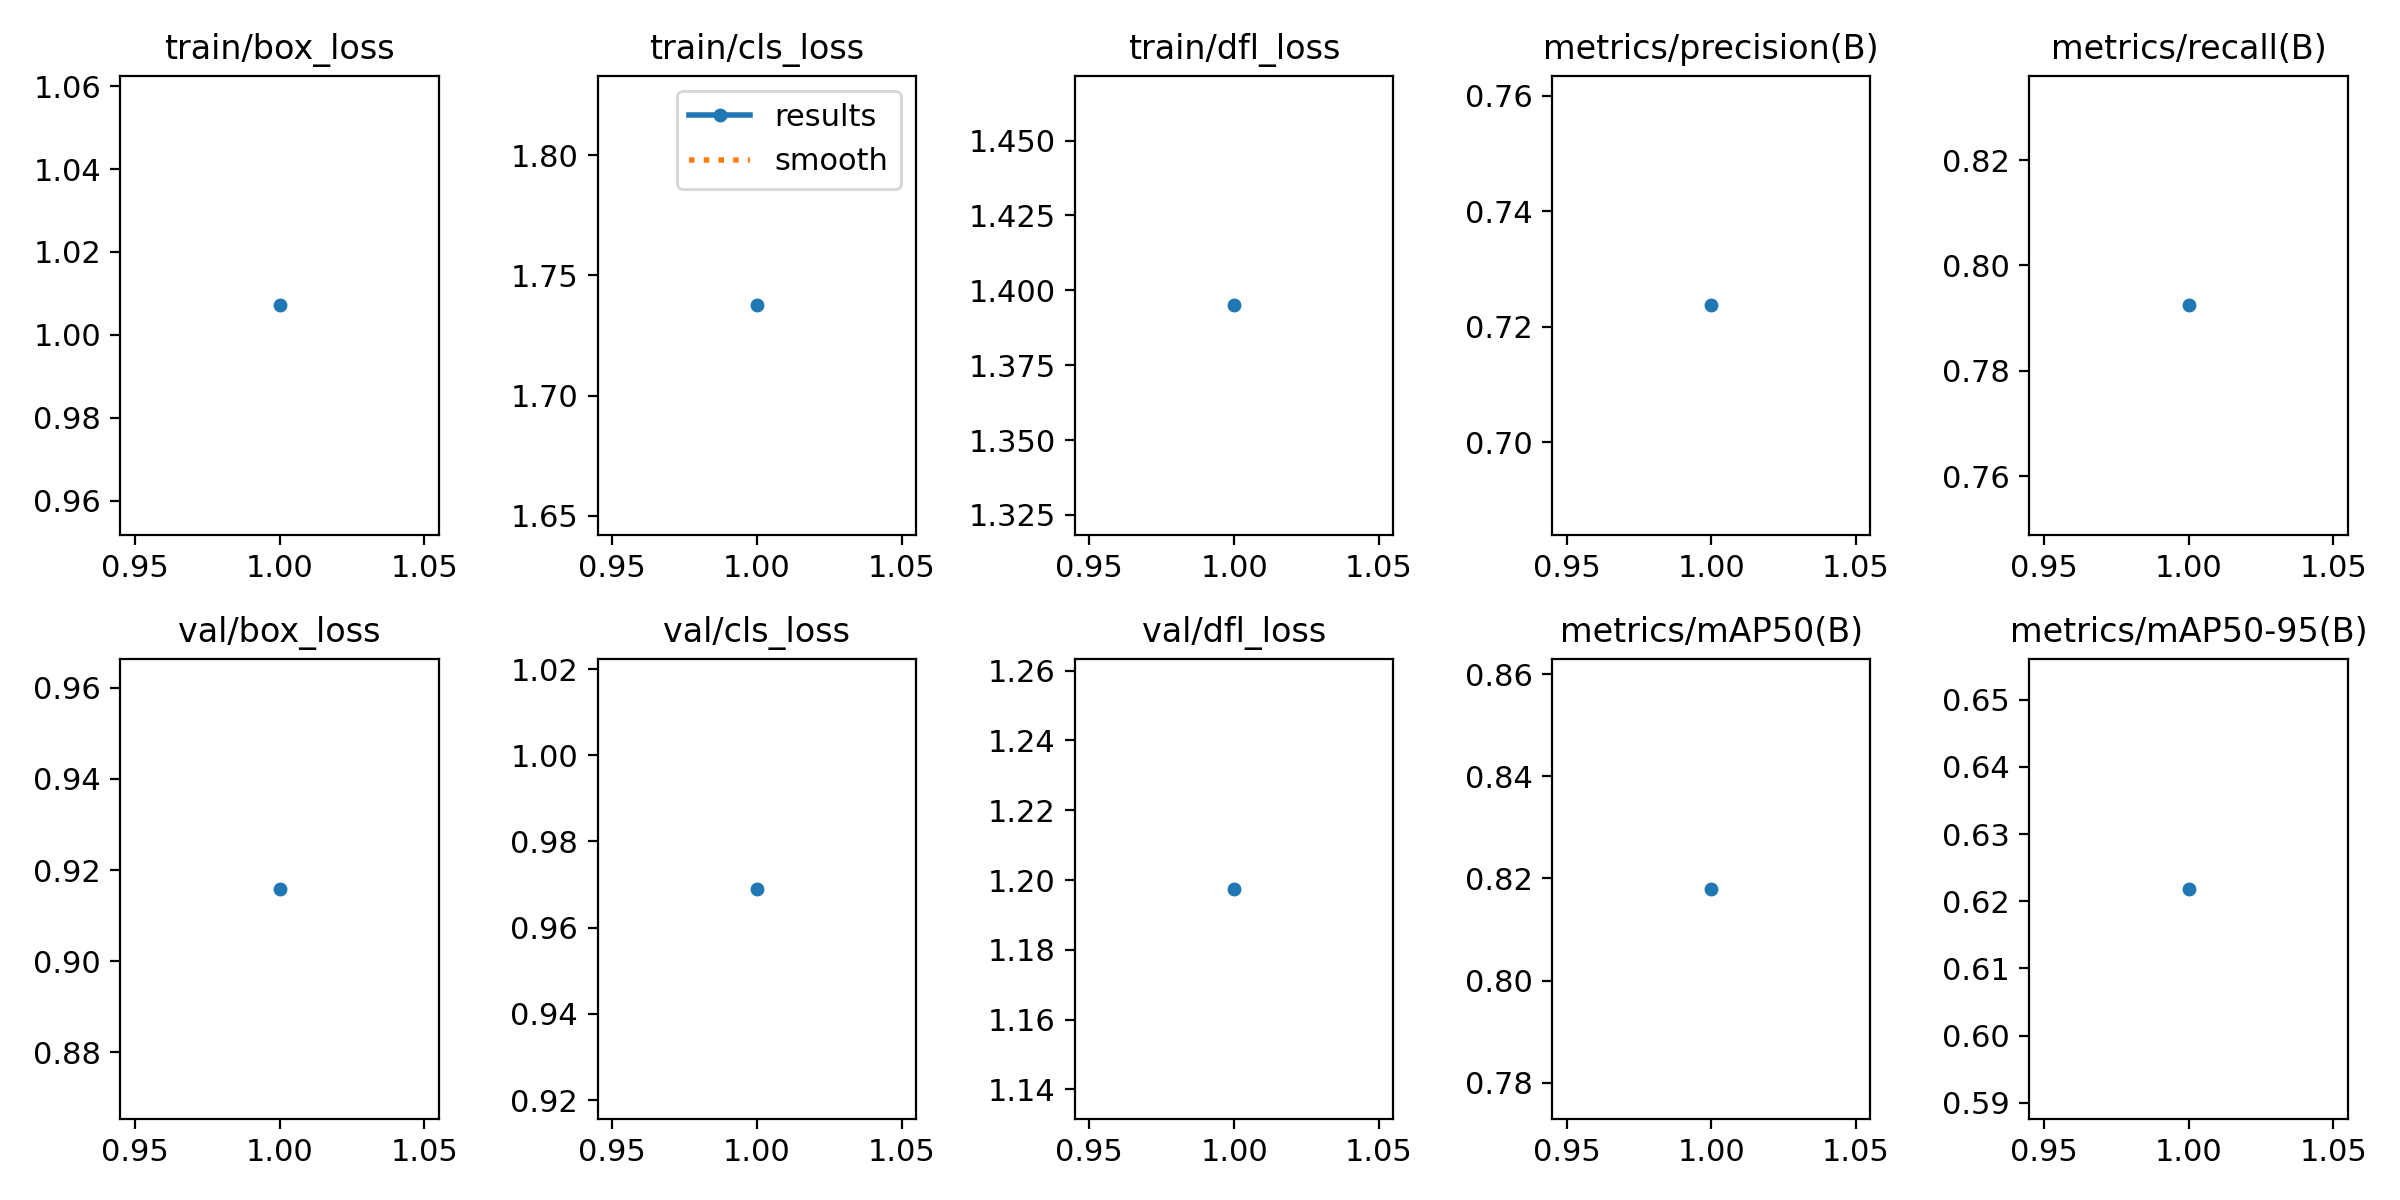 train/box_loss
1.06
1.04
1.02
1.00
0.98
0.96
0.95 1.00 1.05
train/cls_loss
results
smooth
1.80
1.75
1.70
1.65
0.95 1.00 1.05
train/dfl_loss
1.450
1.425
1.400
1.375
1.350
1.325
0.95 1.00 1.05
metrics/precision(B)
0.76
0.74
0.72
0.70
0.95 1.00 1.05
metrics/recall(B)
0.82
0.80
0.78
0.76
0.95 1.00 1.05
val/box_loss
0.96
0.94
0.92
0.90
0.88
0.95 1.00 1.05
val/cls_loss
1.02
1.00
0.98
0.96
0.94
0.92
0.95 1.00 1.05
val/dfl_loss
1.26
1.24
1.22
1.20
1.18
1.16
1.14
0.95 1.00 1.05
metrics/mAP50(B)
0.86
0.84
0.82
0.80
0.78
0.95 1.00 1.05
metrics/mAP50-95(B)
0.65
0.64
0.63
0.62
0.61
0.60
0.59
0.95 1.00 1.05